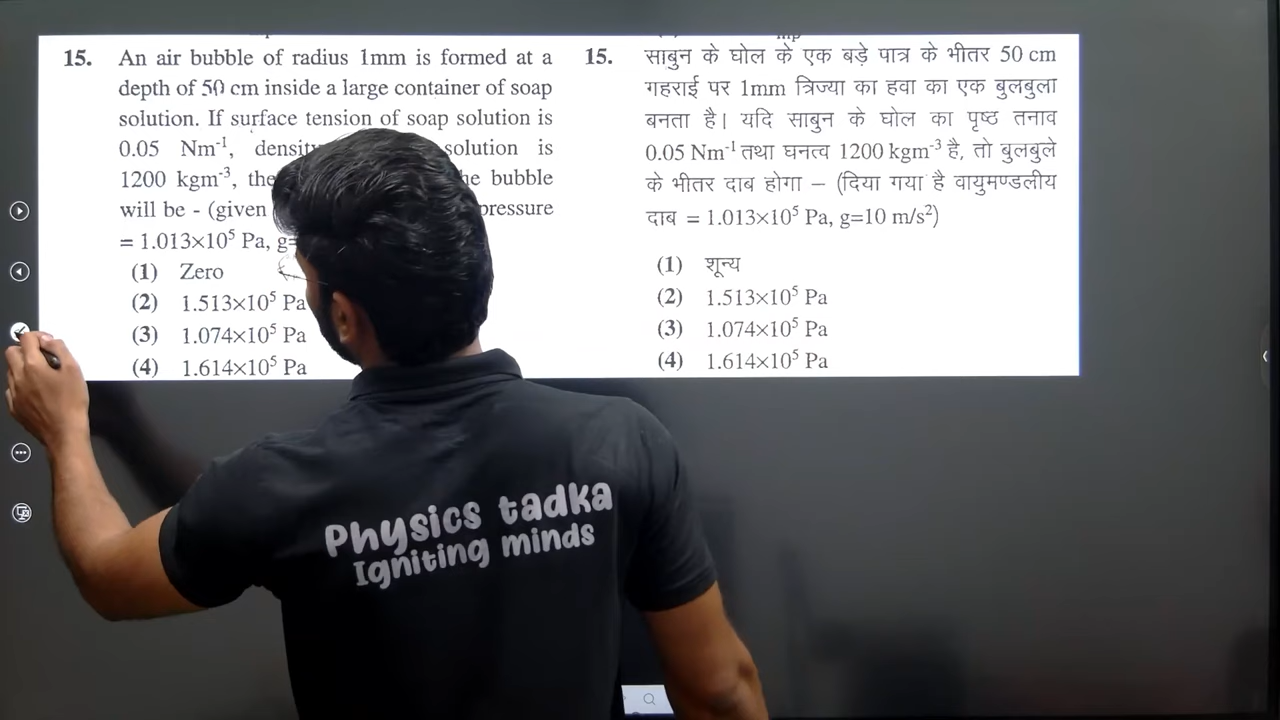 15. An air bubble of radius 1mm is formed at a
depth of 50 cm inside a large container of soap
solution. If surface tension of soap solution is
0.05 Nm⁻¹, solution is
1200 kgm⁻³, the bubble
will be - (given pressure
= 1.013×10⁵ Pa, g=
(1) Zero
(2) 1.513×10⁵ Pa
(3) 1.074×10⁵ Pa
(4) 1.614×10⁵ Pa
15. साबुन के घोल के एक बड़े पात्र के भीतर 50 cm
गहराई पर 1mm त्रिज्या का हवा का एक बुलबुला
बनता है। यदि साबुन के घोल का पृष्ठ तनाव
0.05 Nm⁻¹ तथा घनत्व 1200 kgm⁻³ है, तो बुलबुले
के भीतर दाब होगा – (दिया गया है वायुमण्डलीय
दाब = 1.013×10⁵ Pa, g=10 m/s²)
(1) शून्य
(2) 1.513×10⁵ Pa
(3) 1.074×10⁵ Pa
(4) 1.614×10⁵ Pa
Physics tadka
Igniting minds